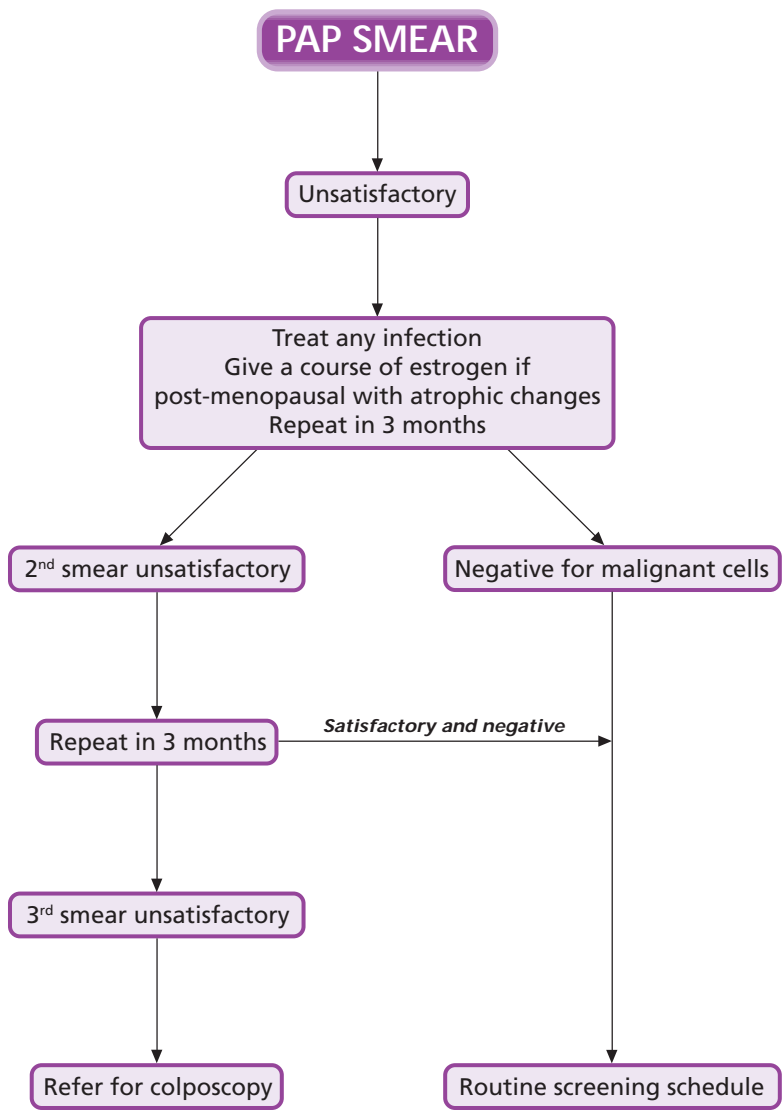 PAP SMEAR
Unsatisfactory
Treat any infection
Give a course of estrogen if
post-menopausal with atrophic changes
Repeat in 3 months
2nd smear unsatisfactory
Negative for malignant cells
Repeat in 3 months
Satisfactory and negative
3rd smear unsatisfactory
Refer for colposcopy
Routine screening schedule